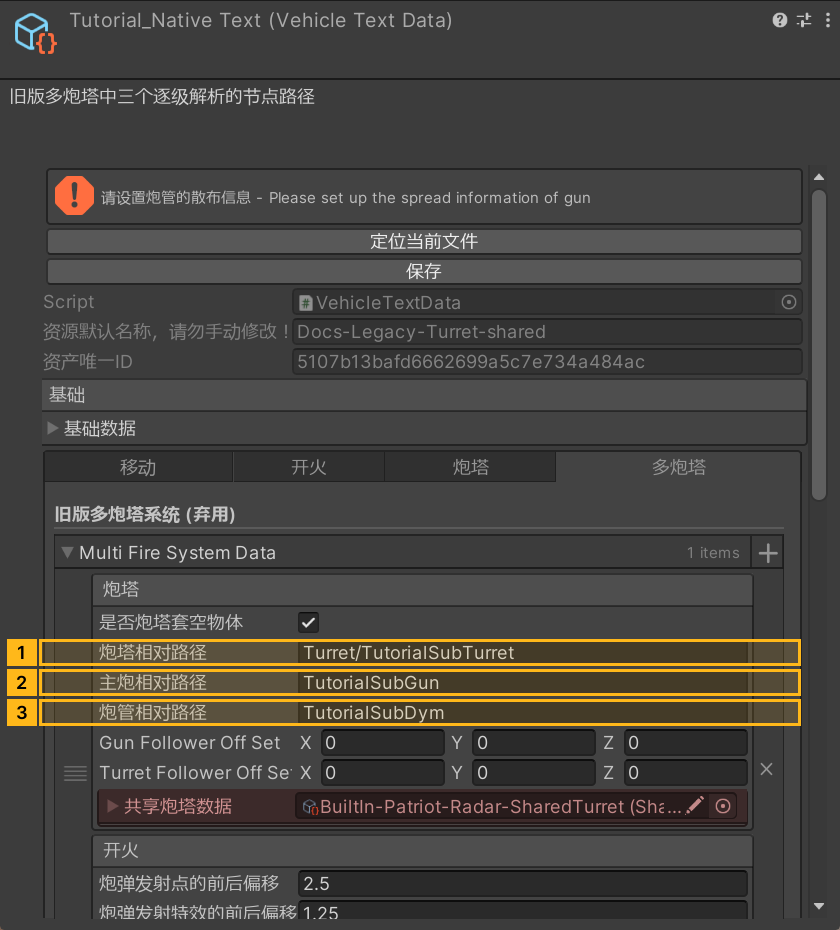 Tutorial_Native Text (Vehicle Text Data)
旧版多炮塔中三个逐级解析的节点路径
请设置炮管的散布信息 - Please set up the spread information of gun
定位当前文件
保存
Script VehicleTextData
资源默认名称，请勿手动修改！ Docs-Legacy-Turret-shared
资产唯一ID 5107b13bafd6662699a5c7e734a484ac
基础
基础数据
移动 开火 炮塔 多炮塔
旧版多炮塔系统 (弃用)
Multi Fire System Data 1 items
炮塔
是否炮塔套空物体
1 炮塔相对路径 Turret/TutorialSubTurret
2 主炮相对路径 TutorialSubGun
3 炮管相对路径 TutorialSubDym
Gun Follower Off Set X 0 Y 0 Z 0
Turret Follower Off Se X 0 Y 0 Z 0
共享炮塔数据 BuiltIn-Patriot-Radar-SharedTurret (Sha...
开火
炮弹发射点的前后偏移 2.5
炮弹发射特效的前后偏移 1.25